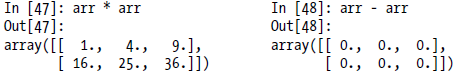 In [47]: arr * arr
Out[47]:
array([[ 1., 4., 9.],
[ 16., 25., 36.]])
In [48]: arr - arr
Out[48]:
array([[ 0., 0., 0.],
[ 0., 0., 0.]])